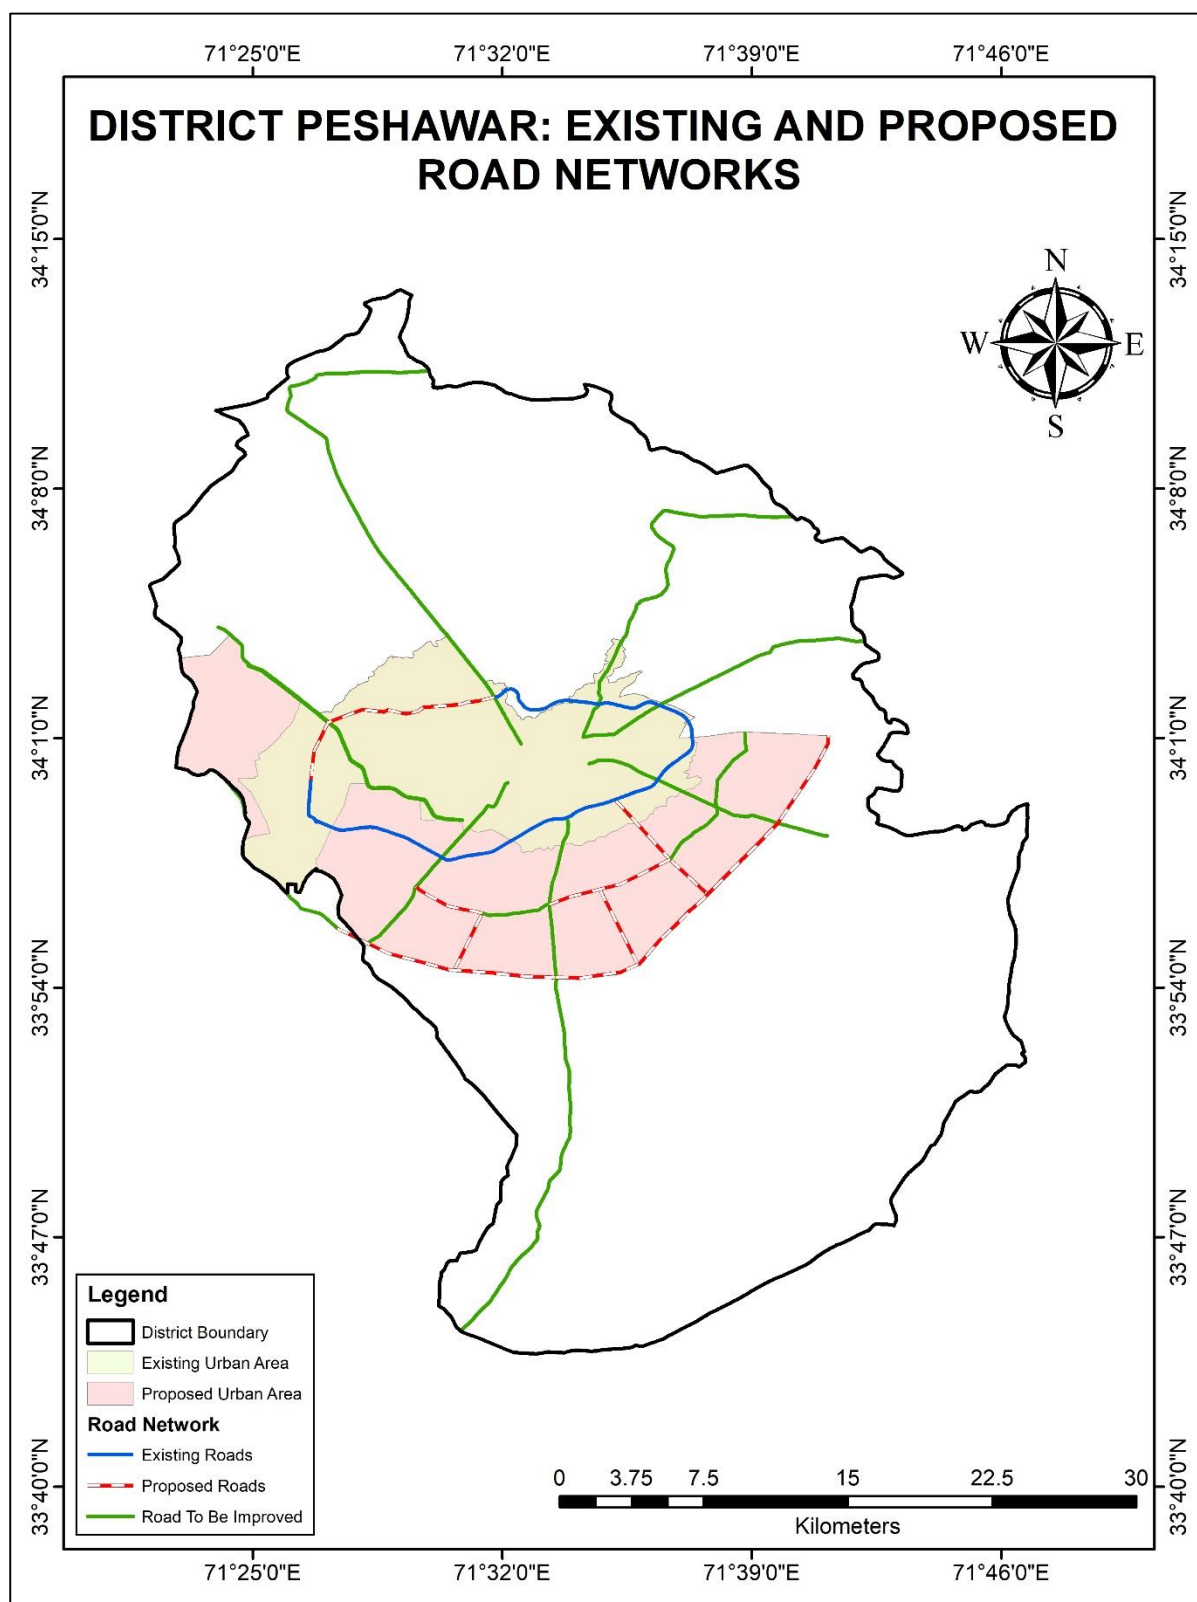 71°25'0"E 71°32'0"E 71°39'0"E 71°46'0"E
DISTRICT PESHAWAR: EXISTING AND PROPOSED
ROAD NETWORKS
34°15'0"N
34°15'0"N
N
W E
S
34°8'0"N
34°8'0"N
34°1'0"N
34°1'0"N
33°54'0"N
33°54'0"N
33°47'0"N
33°47'0"N
33°40'0"N
33°40'0"N
Legend
District Boundary
Existing Urban Area
Proposed Urban Area
Road Network
Existing Roads
Proposed Roads
Road To Be Improved
0 3.75 7.5 15 22.5 30
Kilometers
71°25'0"E 71°32'0"E 71°39'0"E 71°46'0"E